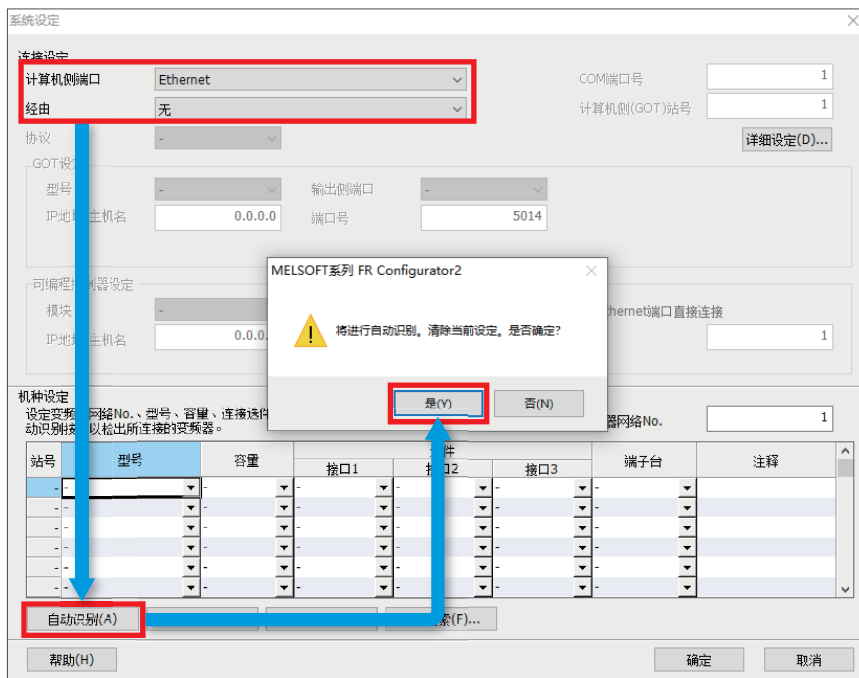 系统设定
连接设定
计算机侧端口 Ethernet COM端口号 1
经由 无 计算机侧(GOT)站号 1
协议 - 详细设定(D)...
GOT设
型号 - 输出侧端口 -
IP地 主机名 0.0.0.0 端口号 5014
MELSOFT系列 FR Configurator2
可编程 制器设定
将进行自动识别。清除当前设定。是否确定?
模块 - hernet端口直接连接
IP地 主机名 0.0.0. 1
是(Y) 否(N)
机种设定
设定变频 网络No.、型号、容量、连接选件 器网络No. 1
动识别按 以检出所连接的变频器。
站号 型号 容量 件 端子台 注释
接口1 接口2 接口3
- - - - - - -
- - - - - - -
- - - - - - -
- - - - - - -
- - - - - - -
- - - - - - -
自动识别(A) 索(F)...
帮助(H) 确定 取消